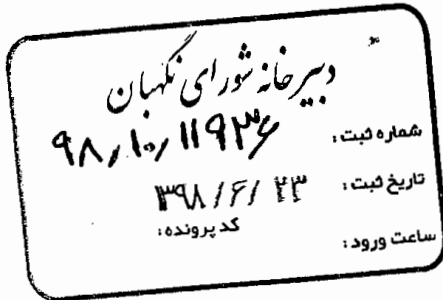 دبیرخانه شورای نگهبان
شماره ثبت: ۹۸/۱۰/۱۱۹۳۶
تاریخ ثبت: ۱۳۹۸/۶/۲۳
کد پرونده:
ساعت ورود: